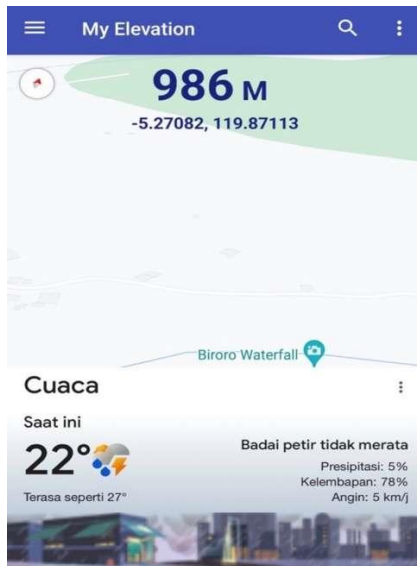 My Elevation
986 M
-5.27082, 119.87113
Biroro Waterfall
Cuaca
Saat ini
22°
Badai petir tidak merata
Presipitasi: 5%
Kelembapan: 78%
Terasa seperti 27°
Angin: 5 km/j